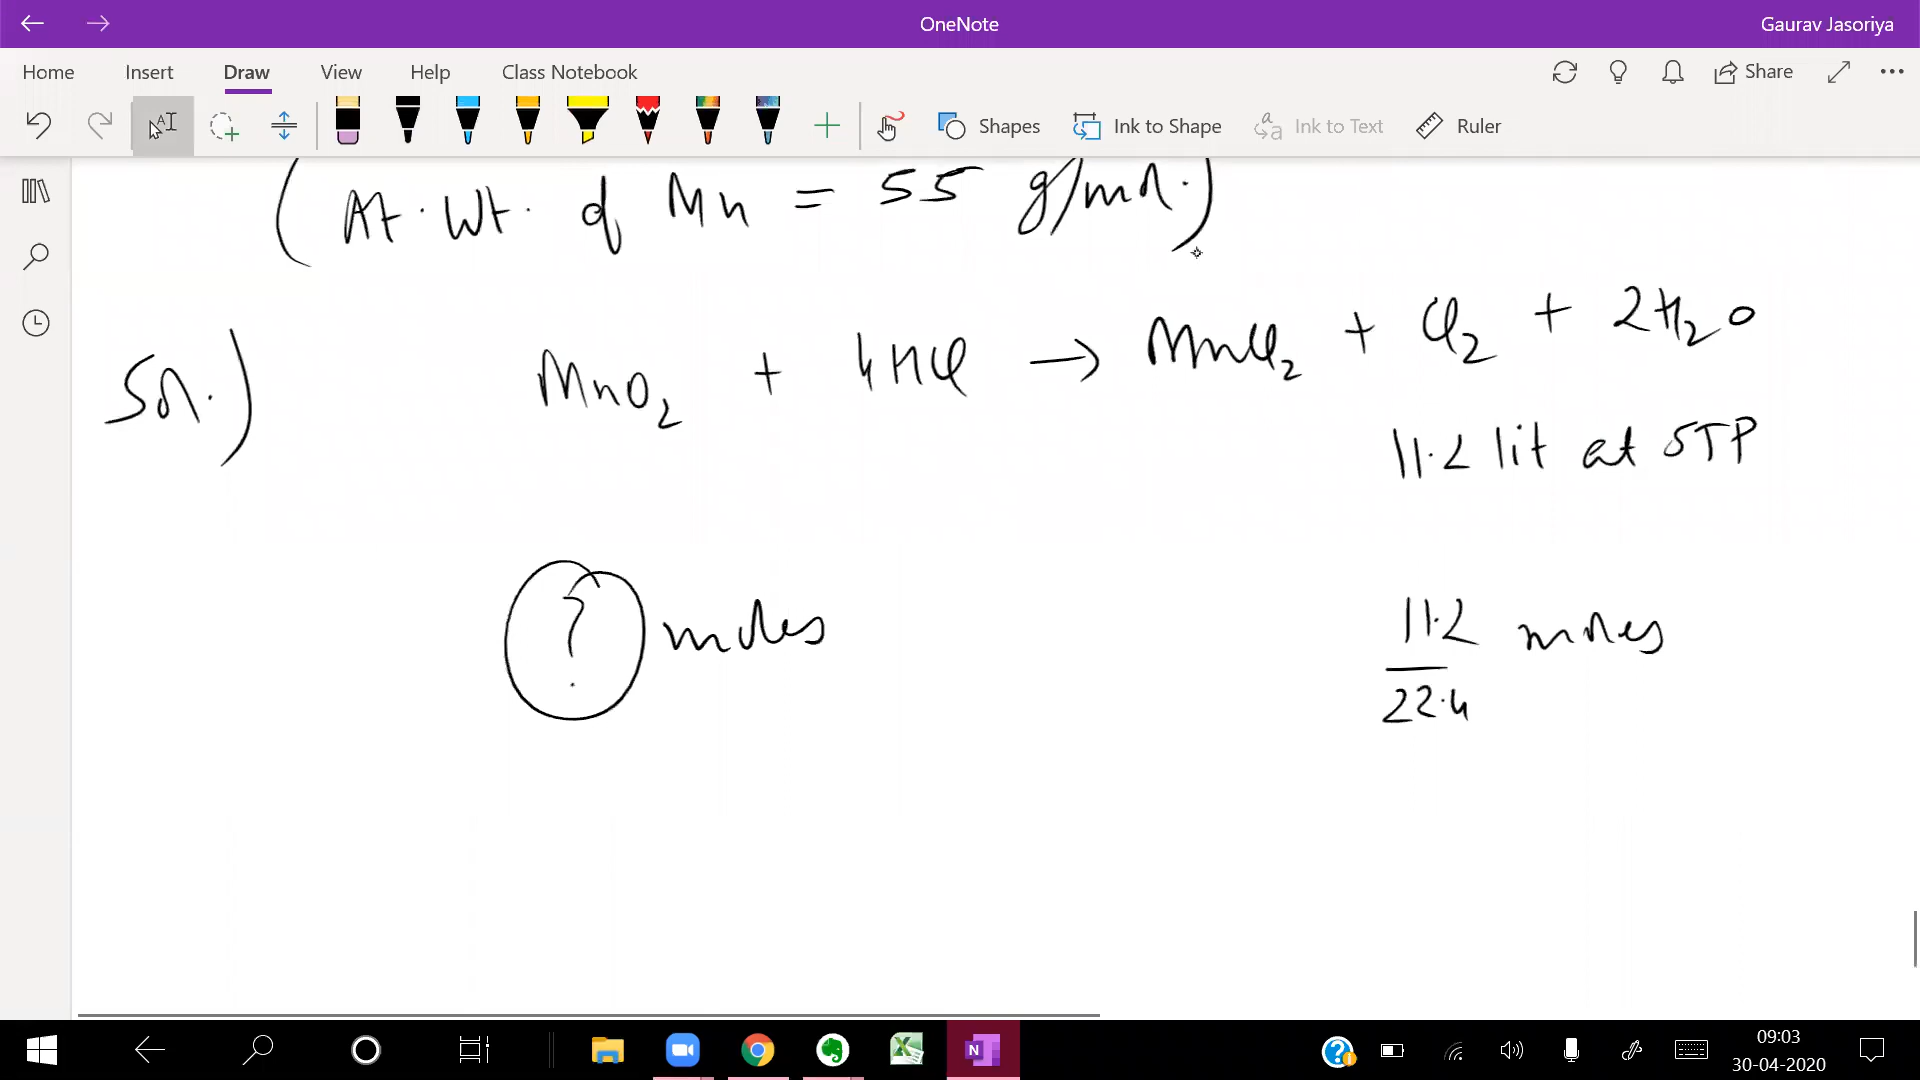 OneNote
Gaurav Jasoriya
Home Insert Draw View Help Class Notebook Share
Shapes Ink to Shape Ink to Text Ruler
(At. Wt. of Mn = 55 g/mol.)
Sol.) MnO₂ + 4HCl → MnCl₂ + Cl₂ + 2H₂O
11.2 lit at STP
? moles
11.2 moles
22.4
09:03
30-04-2020